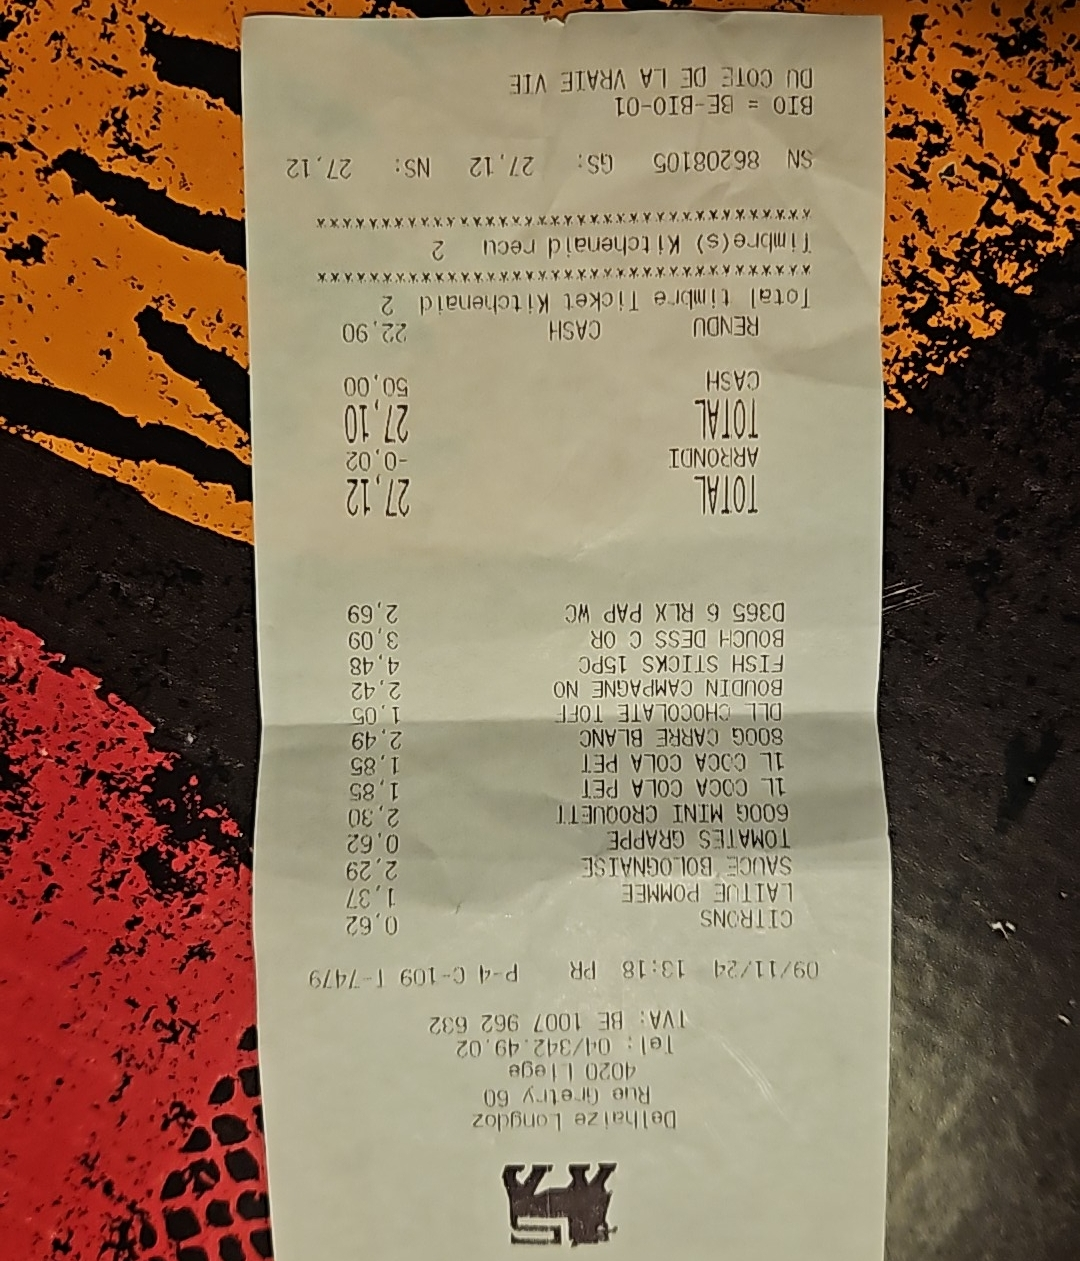 Delhaize Longdoz
Rue Gretry 60
4020 Liege
Tel: 04/342.49.02
TVA: BE 1007 962 632
09/11/24 13:18 PR P-4 C-109 T-7479
CITRONS 0,62
LAITUE POMMEE 1,37
SAUCE BOLOGNAISE 2,29
TOMATES GRAPPE 0,62
600G MINI CROQUETT 2,30
1L COCA COLA PET 1,85
1L COCA COLA PET 1,85
800G CARRE BLANC 2,49
DLL CHOCOLATE TOFF 1,05
BOUDIN CAMPAGNE NO 2,42
FISH STICKS 15PC 4,48
BOUCH DESS C OR 3,09
D365 6 RLX PAP WC 2,69
TOTAL 27,12
ARRONDI -0,02
TOTAL 27,10
CASH 50,00
RENDU CASH 22,90
Total timbre Ticket Kitchenaid 2
**************************************
Timbre(s) Kitchenaid recu 2
**************************************
SN 86208105 GS: 27,12 NS: 27,12
BIO = BE-BIO-01
DU COTE DE LA VRAIE VIE